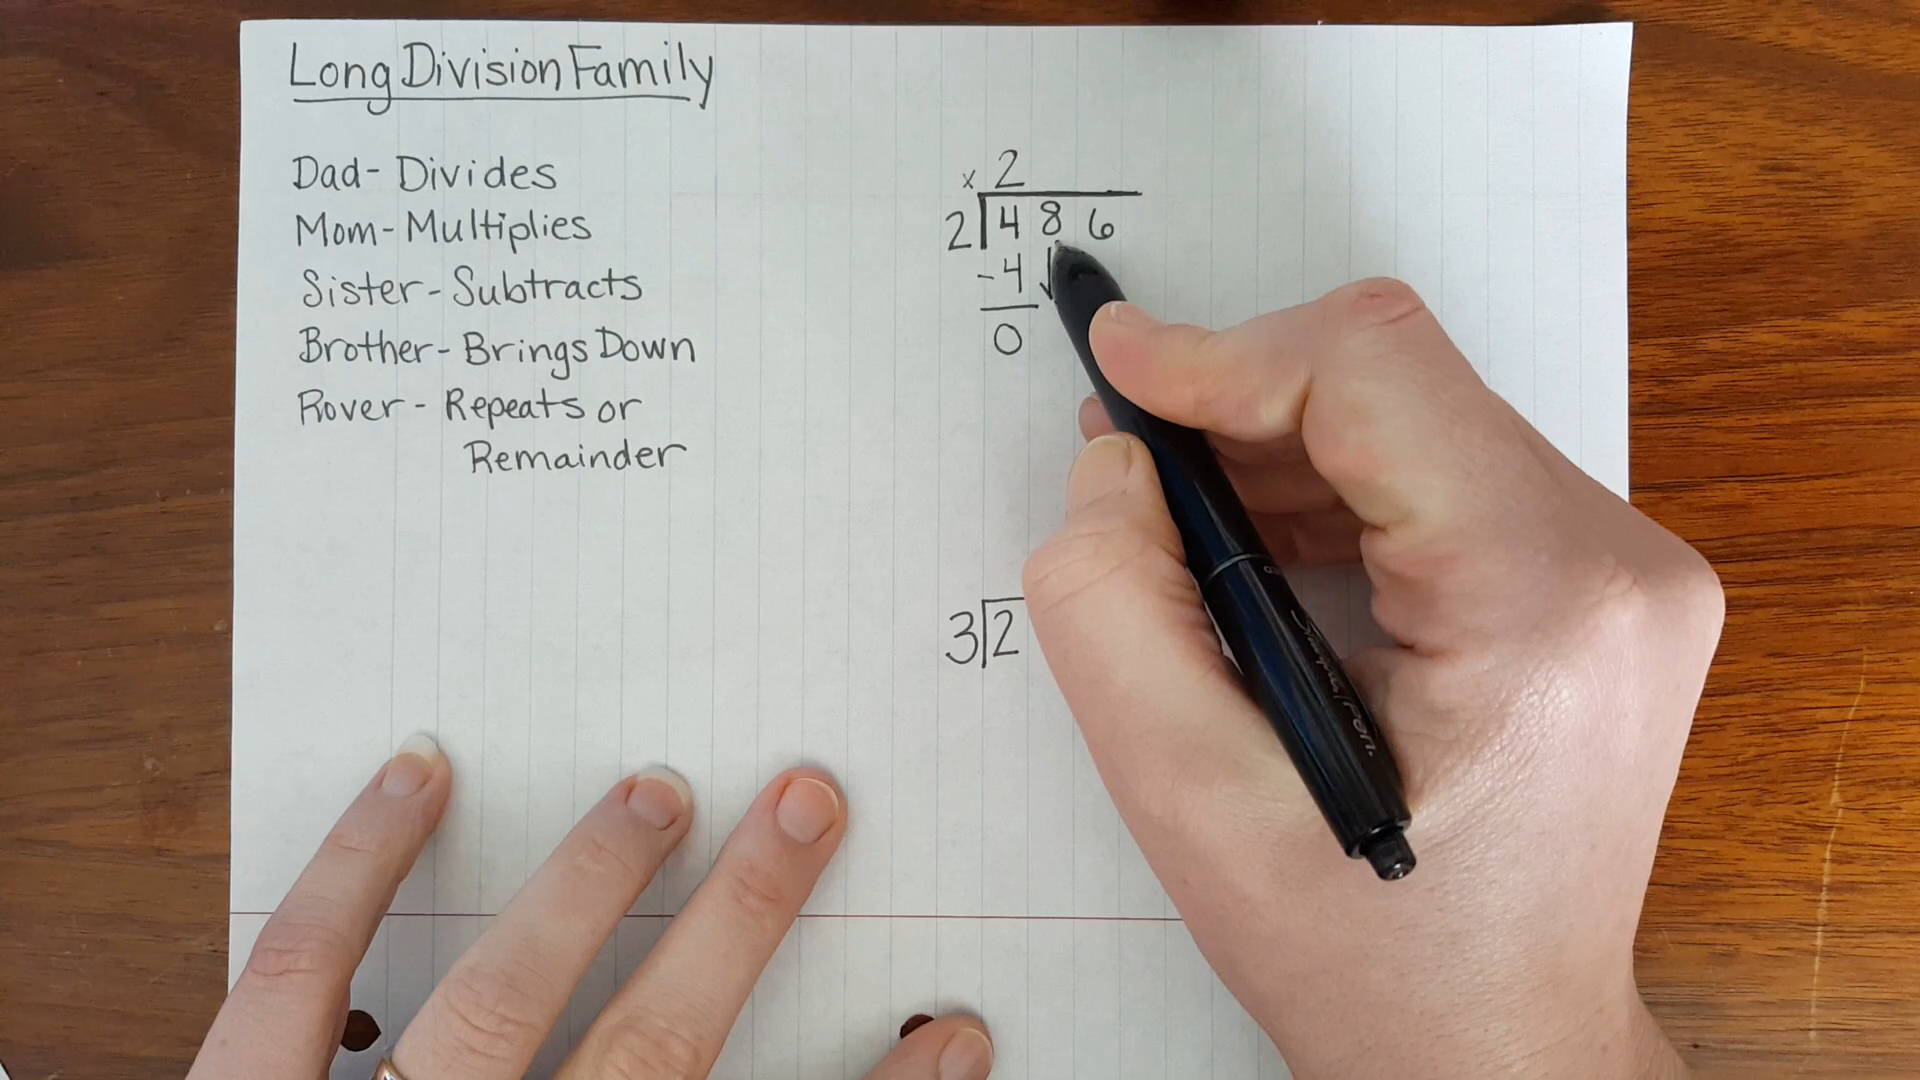 Long Division Family
Dad- Divides
Mom- Multiplies
Sister- Subtracts
Brother- Brings Down
Rover - Repeats or
Remainder
x 2
2 4 8 6
-4
0
3 2